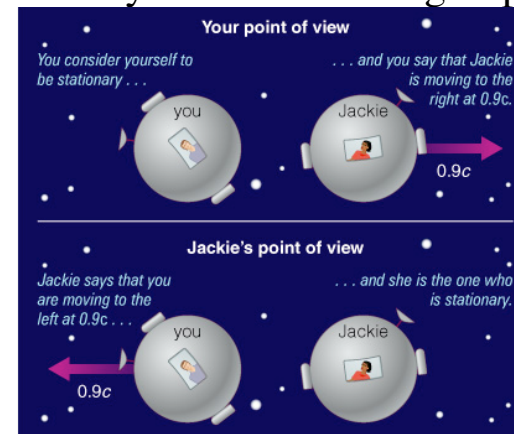 Your point of view
You consider yourself to
be stationary . . .
. . . and you say that Jackie
is moving to the
right at 0.9c.
you
Jackie
0.9c
Jackie's point of view
Jackie says that you
are moving to the
left at 0.9c . . .
. . . and she is the one who
is stationary.
you
Jackie
0.9c